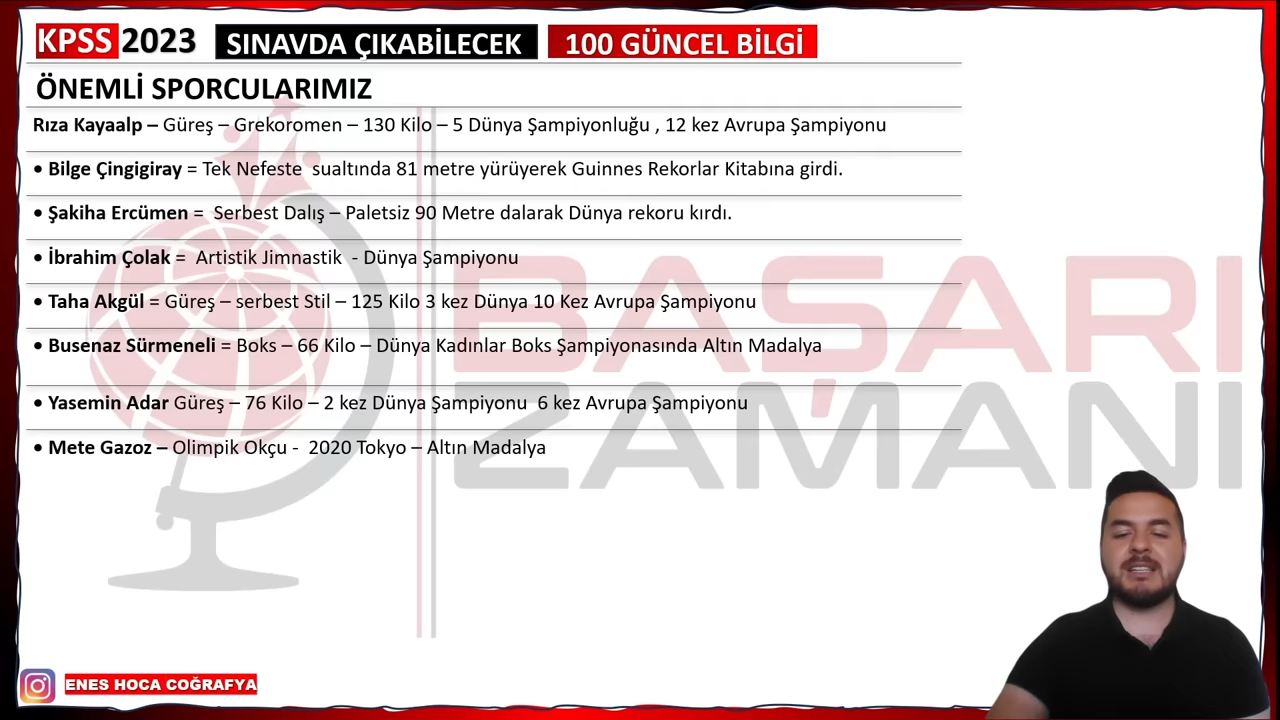 KPSS 2023 SINAVDA ÇIKABİLECEK 100 GÜNCEL BİLGİ
ÖNEMLİ SPORCULARIMIZ
Rıza Kayaalp – Güreş – Grekoromen – 130 Kilo – 5 Dünya Şampiyonluğu , 12 kez Avrupa Şampiyonu
• Bilge Çingigiray = Tek Nefeste sualtında 81 metre yürüyerek Guinnes Rekorlar Kitabına girdi.
• Şakiha Ercümen = Serbest Dalış – Paletsiz 90 Metre dalarak Dünya rekoru kırdı.
• İbrahim Çolak = Artistik Jimnastik - Dünya Şampiyonu
• Taha Akgül = Güreş – serbest Stil – 125 Kilo 3 kez Dünya 10 Kez Avrupa Şampiyonu
• Busenaz Sürmeneli = Boks – 66 Kilo – Dünya Kadınlar Boks Şampiyonasında Altın Madalya
• Yasemin Adar Güreş – 76 Kilo – 2 kez Dünya Şampiyonu 6 kez Avrupa Şampiyonu
• Mete Gazoz – Olimpik Okçu - 2020 Tokyo – Altın Madalya
BAŞARI
ZAMANI
ENES HOCA COĞRAFYA